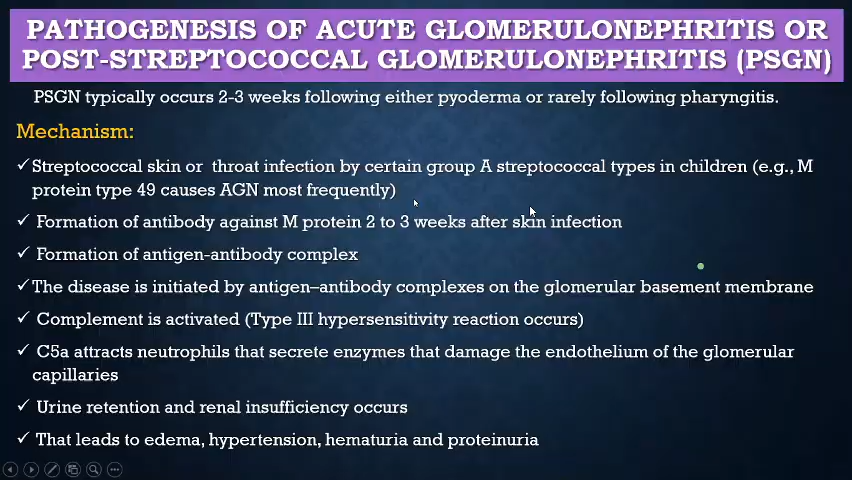 PATHOGENESIS OF ACUTE GLOMERULONEPHRITIS OR
POST-STREPTOCOCCAL GLOMERULONEPHRITIS (PSGN)
PSGN typically occurs 2-3 weeks following either pyoderma or rarely following pharyngitis.
Mechanism:
✓Streptococcal skin or throat infection by certain group A streptococcal types in children (e.g., M
protein type 49 causes AGN most frequently)
✓ Formation of antibody against M protein 2 to 3 weeks after skin infection
✓ Formation of antigen-antibody complex
✓The disease is initiated by antigen–antibody complexes on the glomerular basement membrane
✓ Complement is activated (Type III hypersensitivity reaction occurs)
✓ C5a attracts neutrophils that secrete enzymes that damage the endothelium of the glomerular
capillaries
✓ Urine retention and renal insufficiency occurs
✓ That leads to edema, hypertension, hematuria and proteinuria